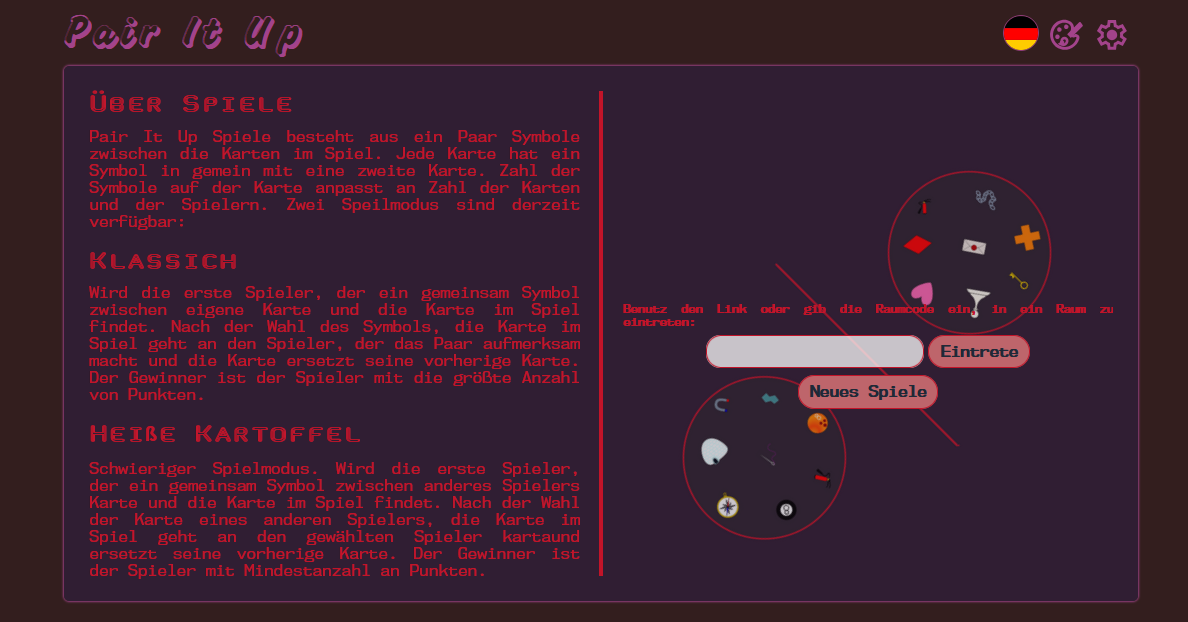 Pair It Up
Über Spiele
Pair It Up Spiele besteht aus ein Paar Symbole
zwischen die Karten im Spiel. Jede Karte hat ein
Symbol in gemein mit eine zweite Karte. Zahl der
Symbole auf der Karte anpasst an Zahl der Karten
und der Spielern. Zwei Speilmodus sind derzeit
verfügbar:
Klassich
Wird die erste Spieler, der ein gemeinsam Symbol
zwischen eigene Karte und die Karte im Spiel
findet. Nach der Wahl des Symbols, die Karte im
Spiel geht an den Spieler, der das Paar aufmerksam
macht und die Karte ersetzt seine vorherige Karte.
Der Gewinner ist der Spieler mit die größte Anzahl
von Punkten.
Heiße Kartoffel
Schwieriger Spielmodus. Wird die erste Spieler,
der ein gemeinsam Symbol zwischen anderes Spielers
Karte und die Karte im Spiel findet. Nach der Wahl
der Karte eines anderen Spielers, die Karte im
Spiel geht an den gewählten Spieler kartaund
ersetzt seine vorherige Karte. Der Gewinner ist
der Spieler mit Mindestanzahl an Punkten.
Benutz den Link oder gib die Raumcode ein, in ein Raum zu
eintreten:
Eintrete
Neues Spiele
8